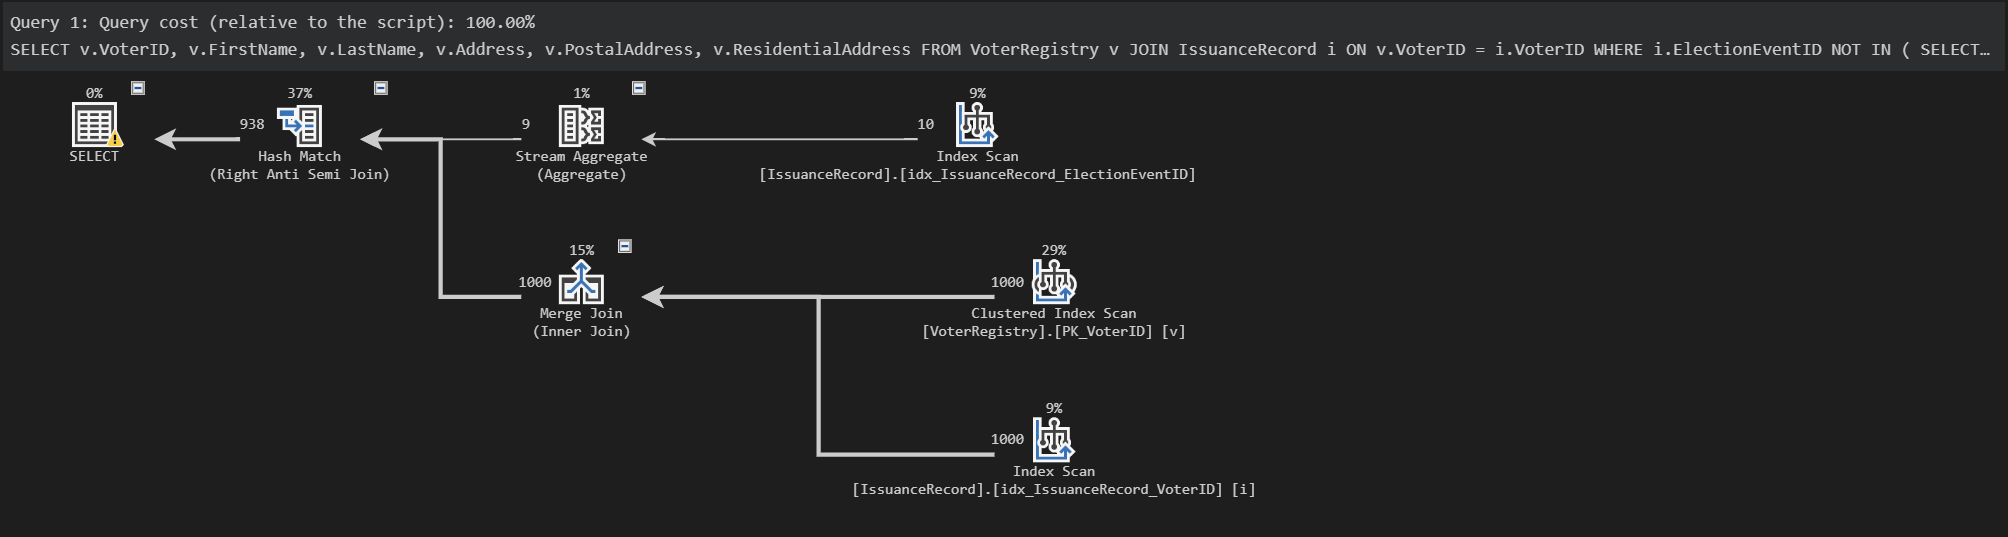 Query 1: Query cost (relative to the script): 100.00%
SELECT v.VoterID, v.FirstName, v.LastName, v.Address, v.PostalAddress, v.ResidentialAddress FROM VoterRegistry v JOIN IssuanceRecord i ON v.VoterID = i.VoterID WHERE i.ElectionEventID NOT IN ( SELECT…
0%
SELECT
938
37%
Hash Match
(Right Anti Semi Join)
9
1%
Stream Aggregate
(Aggregate)
10
9%
Index Scan
[IssuanceRecord].[idx_IssuanceRecord_ElectionEventID]
1000
15%
Merge Join
(Inner Join)
1000
29%
Clustered Index Scan
[VoterRegistry].[PK_VoterID] [v]
1000
9%
Index Scan
[IssuanceRecord].[idx_IssuanceRecord_VoterID] [i]